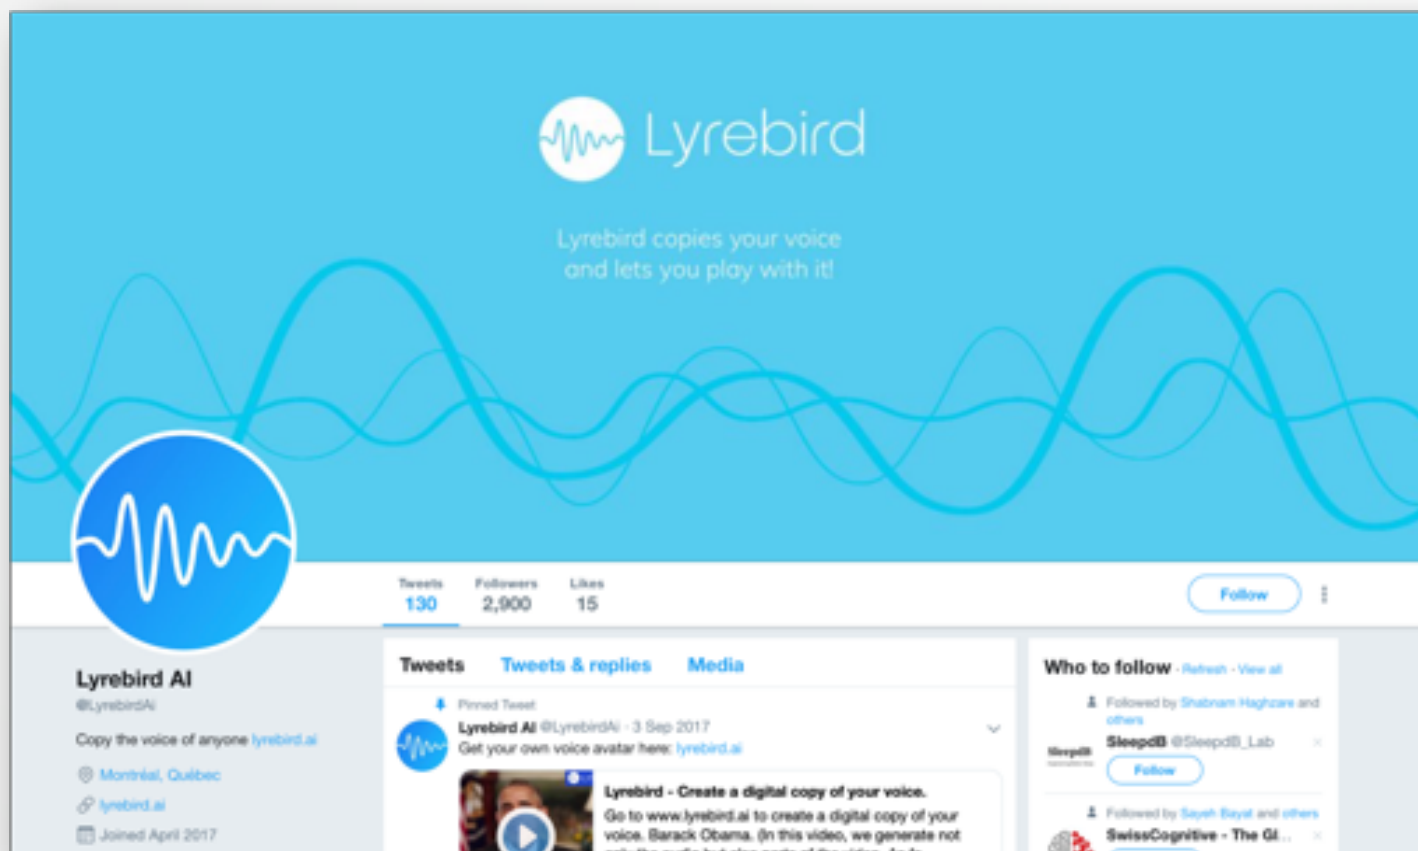 Lyrebird
Lyrebird copies your voice
and lets you play with it!
Tweets
130
Followers
2,900
Likes
15
Follow
Lyrebird AI
@LyrebirdAi
Copy the voice of anyone lyrebird.ai
Montréal, Québec
lyrebird.ai
Joined April 2017
Tweets Tweets & replies Media
Pinned Tweet
Lyrebird AI @LyrebirdAi · 3 Sep 2017
Get your own voice avatar here: lyrebird.ai
Lyrebird - Create a digital copy of your voice.
Go to www.lyrebird.ai to create a digital copy of your
voice. Barack Obama. (In this video, we generate not
Who to follow · Refresh · View all
Followed by Shabnam Haghzare and
others
SleepdB @SleepdB_Lab
SleepdB
Follow
Followed by Sayeh Bayat and others
SwissCognitive - The Gl...